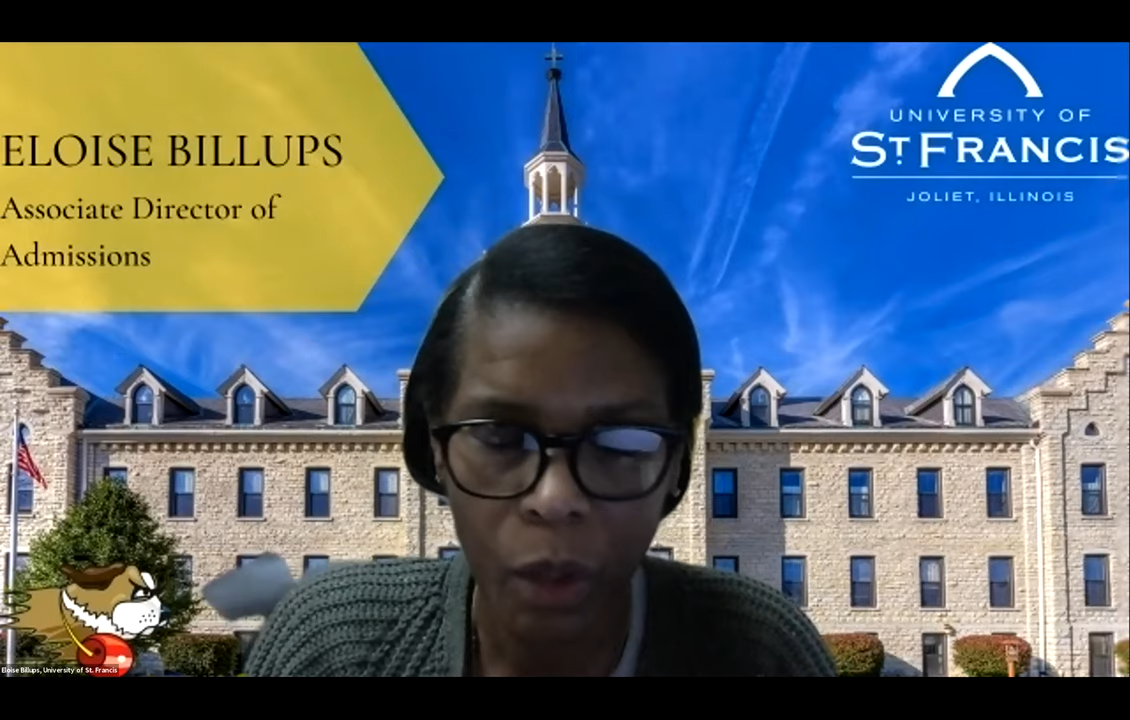 ELOISE BILLUPS
Associate Director of
Admissions
UNIVERSITY OF
ST. FRANCIS
JOLIET, ILLINOIS
Eloise Billups, University of St. Francis